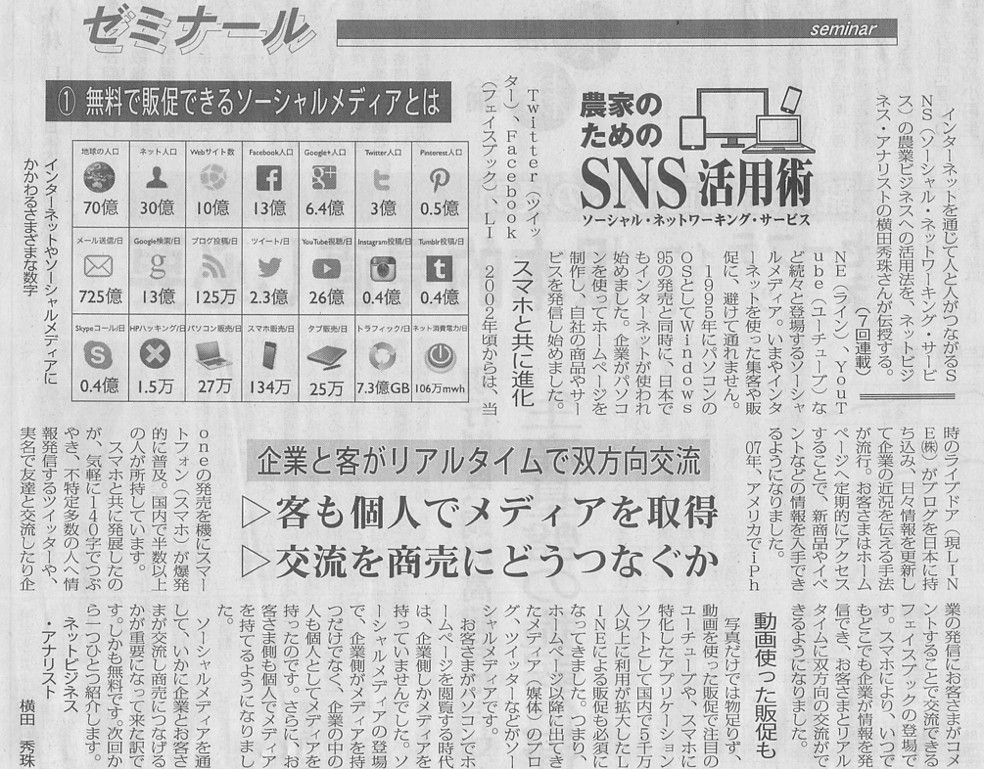 ゼミナール
seminar
インターネットを通じて人と人がつながるS
NS（ソーシャル・ネットワーキング・サービ
ス）の農業ビジネスへの活用法を、ネットビジ
ネス・アナリストの横田秀珠さんが伝授する。
（7回連載）
農家の
ための
SNS活用術
ソーシャル・ネットワーキング・サービス
① 無料で販促できるソーシャルメディアとは
地球の人口
70億
ネット人口
30億
Webサイト数
10億
Facebook人口
13億
Google+人口
6.4億
Twitter人口
3億
Pinterest人口
0.5億
メール送信/日
725億
Google検索/日
13億
ブログ投稿/日
125万
ツイート/日
2.3億
YouTube視聴/日
26億
Instagram投稿/日
0.4億
Tumblr投稿/日
0.4億
Skypeコール/日
0.4億
HPハッキング/日
1.5万
パソコン販売/日
27万
スマホ販売/日
134万
タブ販売/日
25万
トラフィック/日
7.3億GB
ネット消費電力/日
106万mwh
インターネットやソーシャルメディアに
かかわるさまざまな数字
Twitter（ツイッ
ター）、Facebook
（フェイスブック）、LI
NE（ライン）、YouT
ube（ユーチューブ）な
ど続々と登場するソーシャ
ルメディア。いまやインタ
ーネットを使った集客や販
促に、避けて通れません。
1995年にパソコンの
OSとしてWindows
95の発売と同時に、日本で
もインターネットが使われ
始めました。企業がパソコ
ンを使ってホームページを
制作し、自社の商品やサー
ビスを発信し始めました。
スマホと共に進化
2002年頃からは、当
時のライブドア（現LIN
E㈱）がブログを日本に持
ち込み、日々情報を更新し
て企業の近況を伝える手法
が流行。お客さまはホーム
ページへ定期的にアクセス
することで、新商品やイベ
ントなどの情報を入手でき
るようになりました。
07年、アメリカでiPh
企業と客がリアルタイムで双方向交流
▷客も個人でメディアを取得
▷交流を商売にどうつなぐか
oneの発売を機にスマー
トフォン（スマホ）が爆発
的に普及。国内で半数以上
の人が所持しています。
スマホと共に発展したの
が、気軽に140字でつぶ
やき、不特定多数の人へ情
報発信するツイッターや、
実名で友達と交流したり企
業の発信にお客さまがコメ
ントすることで交流できる
フェイスブックの登場で
す。スマホにより、いつで
もどこでも企業が情報を発
信でき、お客さまとリアル
タイムに双方向の交流がで
きるようになりました。
動画使った販促も
写真だけでは物足りず、
動画を使った販促で注目の
ユーチューブや、スマホに
特化したアプリケーション
ソフトとして国内で5千万
人以上に利用が拡大したL
INEによる販促も必須に
なってきました。つまり、
ホームページ以降に出てき
たメディア（媒体）のブロ
グ、ツイッターなどがソー
シャルメディアです。
お客さまがパソコンでホ
ームページを閲覧する時代
は、企業側しかメディアを
持っていませんでした。ソ
ーシャルメディアの登場
で、企業側がメディアを持
つだけでなく、企業の中の
人も個人としてメディアを
持ったのです。さらに、お
客さま側も個人でメディア
を持てるようになりまし
た。
ソーシャルメディアを通
して、いかに企業とお客さ
まが交流し商売につなげる
かが重要になって来た訳で
す。しかも無料です。次回か
ら一つひとつ紹介します。
ネットビジネス
・アナリスト
横田 秀珠